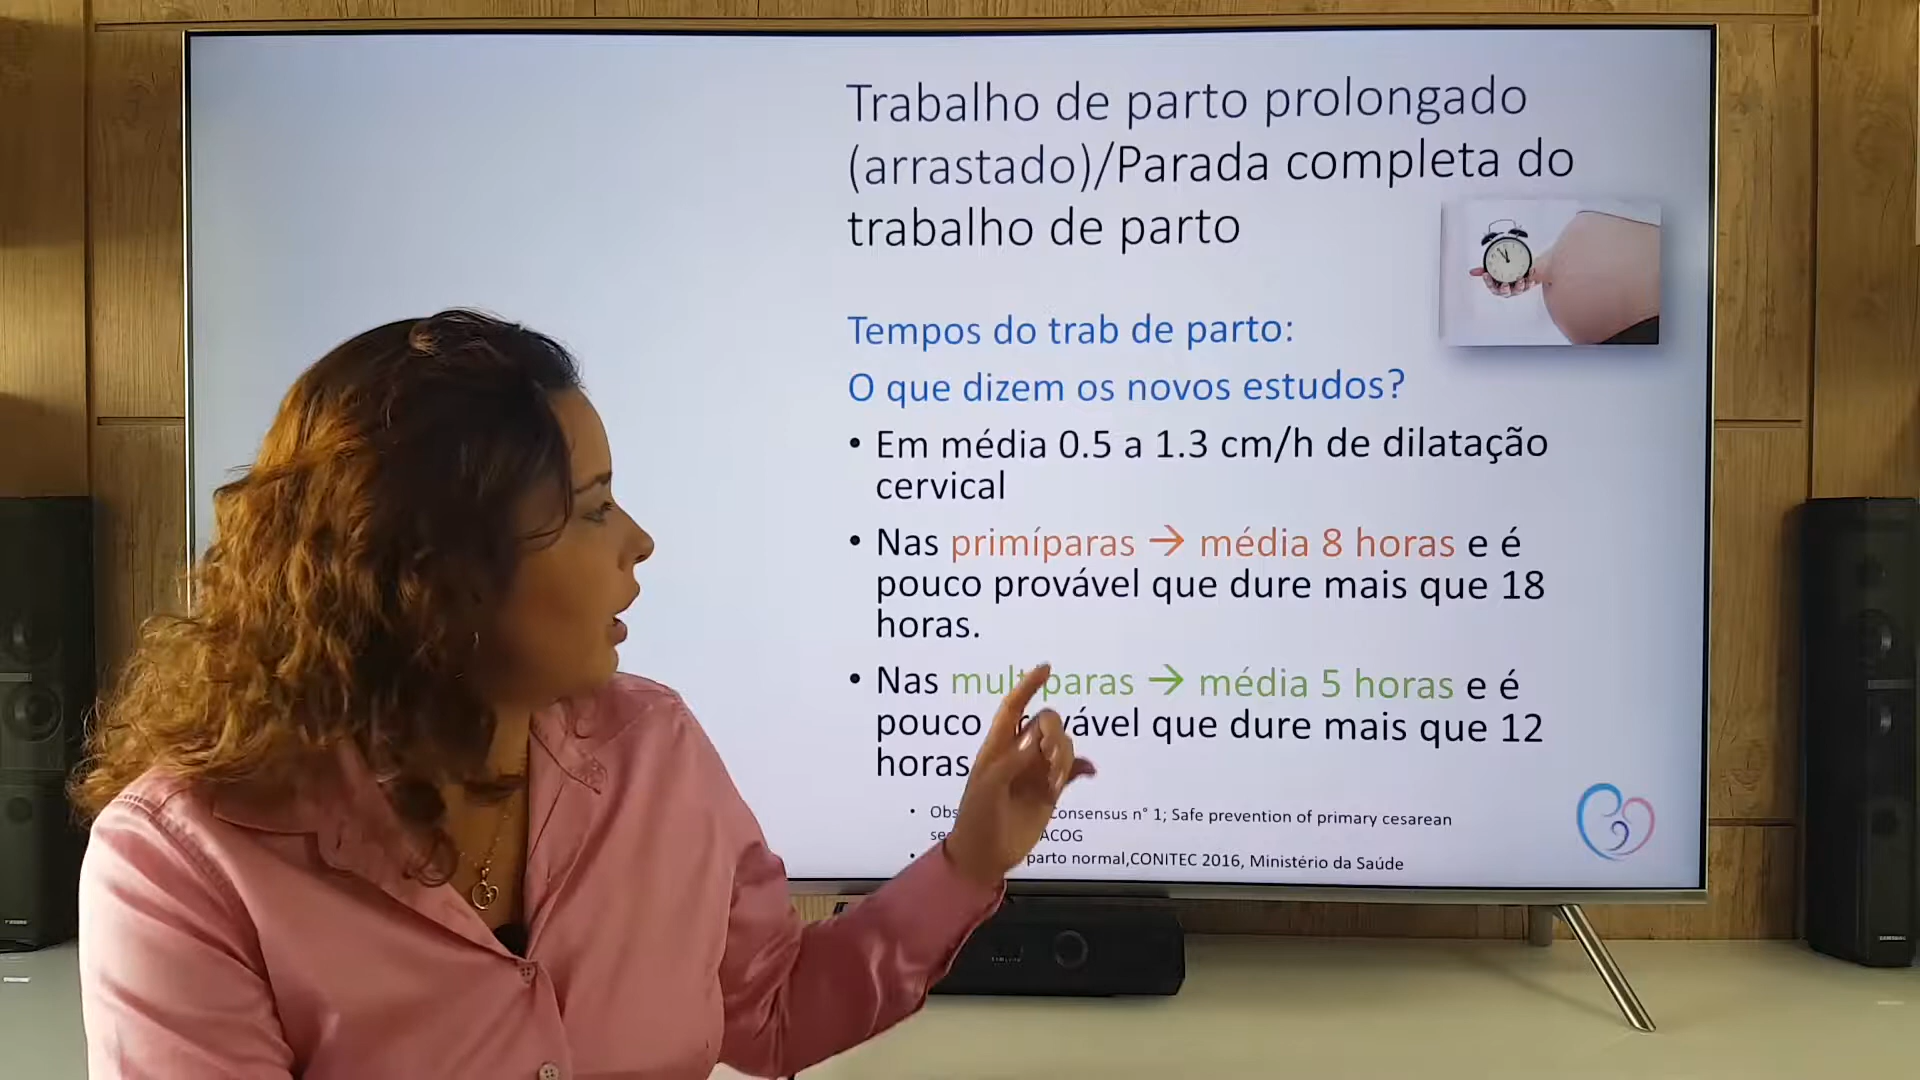 Trabalho de parto prolongado
(arrastado)/Parada completa do
trabalho de parto
Tempos do trab de parto:
O que dizem os novos estudos?
• Em média 0.5 a 1.3 cm/h de dilatação
cervical
• Nas primíparas → média 8 horas e é
pouco provável que dure mais que 18
horas.
• Nas multíparas → média 5 horas e é
pouco provável que dure mais que 12
horas
• Consensus n° 1; Safe prevention of primary cesarean
ACOG
• parto normal,CONITEC 2016, Ministério da Saúde
SAMSUNG